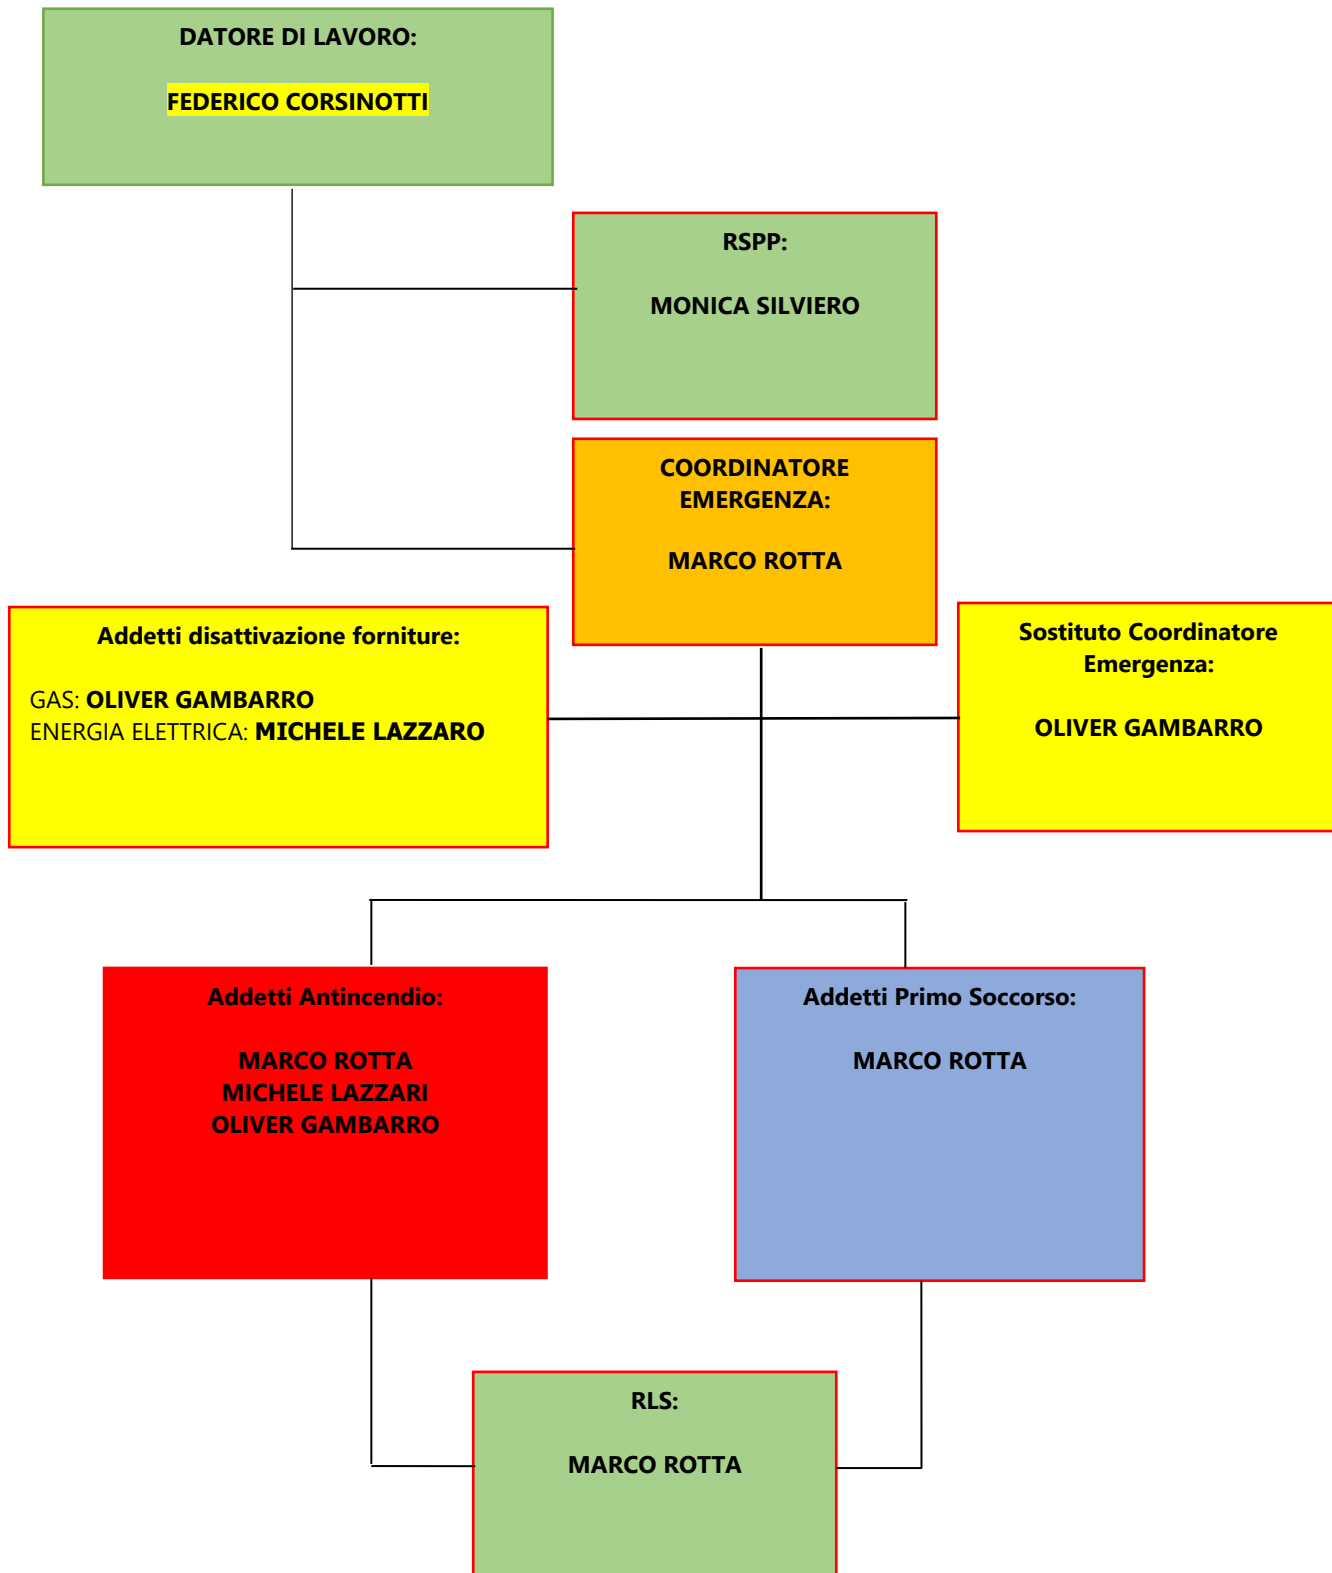 DATORE DI LAVORO:
FEDERICO CORSINOTTI
RSPP:
MONICA SILVIERO
COORDINATORE
EMERGENZA:
MARCO ROTTA
Addetti disattivazione forniture:
GAS: OLIVER GAMBARRO
ENERGIA ELETTRICA: MICHELE LAZZARO
Sostituto Coordinatore
Emergenza:
OLIVER GAMBARRO
Addetti Antincendio:
MARCO ROTTA
MICHELE LAZZARI
OLIVER GAMBARRO
Addetti Primo Soccorso:
MARCO ROTTA
RLS:
MARCO ROTTA